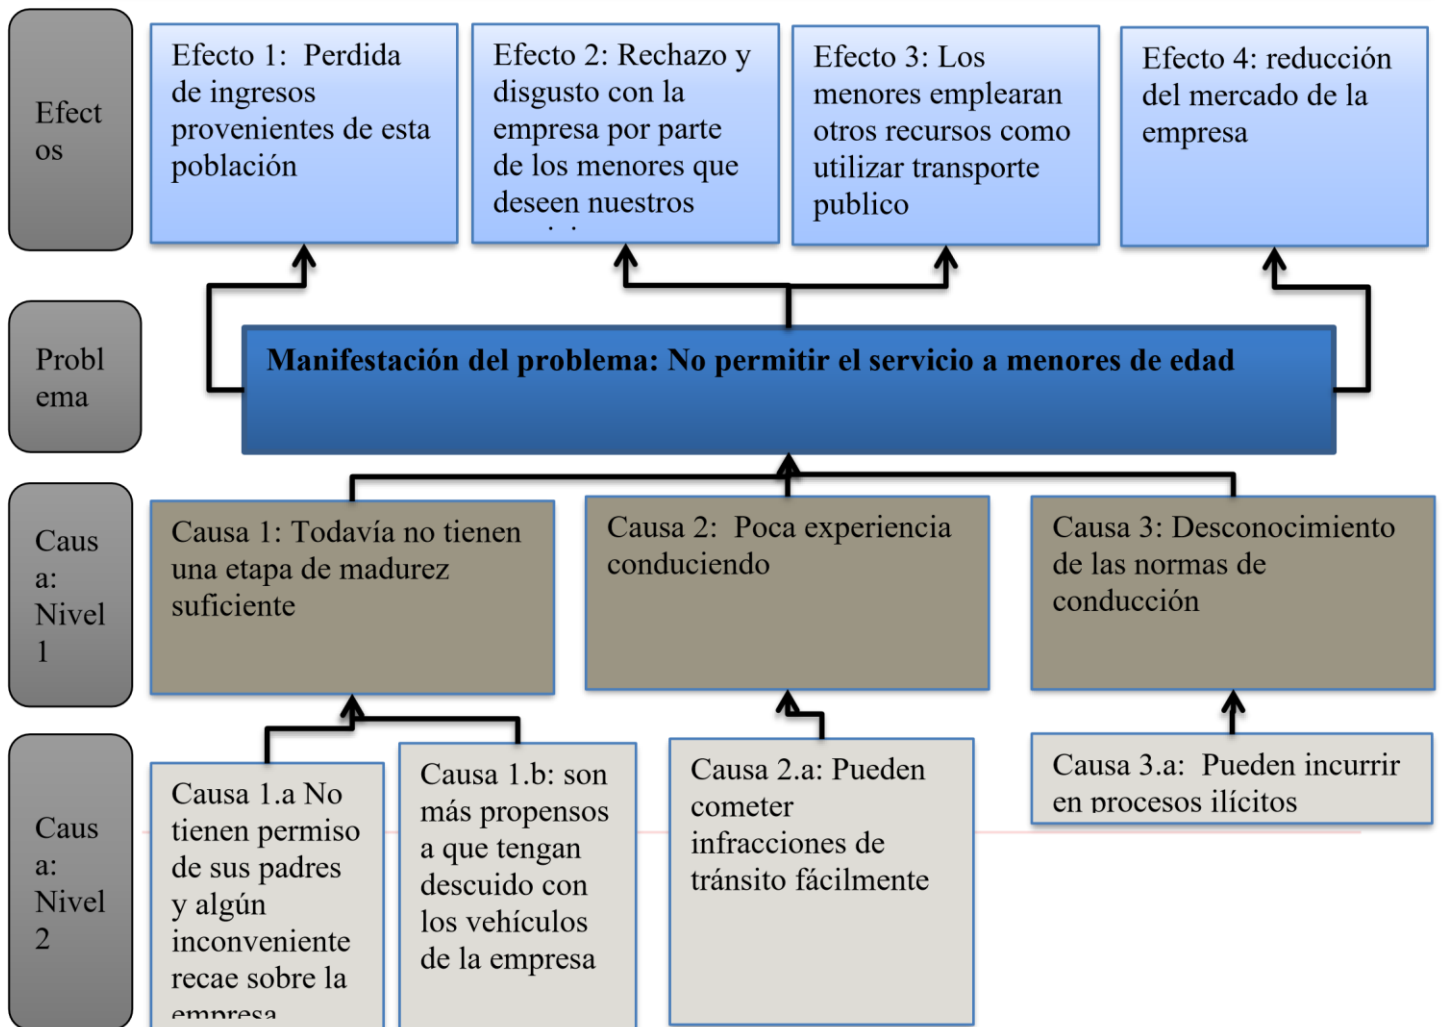 Efect
os
Efecto 1:  Perdida
de ingresos
provenientes de esta
población
Efecto 2: Rechazo y
disgusto con la
empresa por parte
de los menores que
deseen nuestros
Efecto 3: Los
menores emplearan
otros recursos como
utilizar transporte
publico
Efecto 4: reducción
del mercado de la
empresa
Probl
ema
Manifestación del problema: No permitir el servicio a menores de edad
Caus
a:
Nivel
1
Causa 1: Todavía no tienen
una etapa de madurez
suficiente
Causa 2:  Poca experiencia
conduciendo
Causa 3: Desconocimiento
de las normas de
conducción
Caus
a:
Nivel
2
Causa 1.a No
tienen permiso
de sus padres
y algún
inconveniente
recae sobre la
empresa
Causa 1.b: son
más propensos
a que tengan
descuido con
los vehículos
de la empresa
Causa 2.a: Pueden
cometer
infracciones de
tránsito fácilmente
Causa 3.a:  Pueden incurrir
en procesos ilícitos